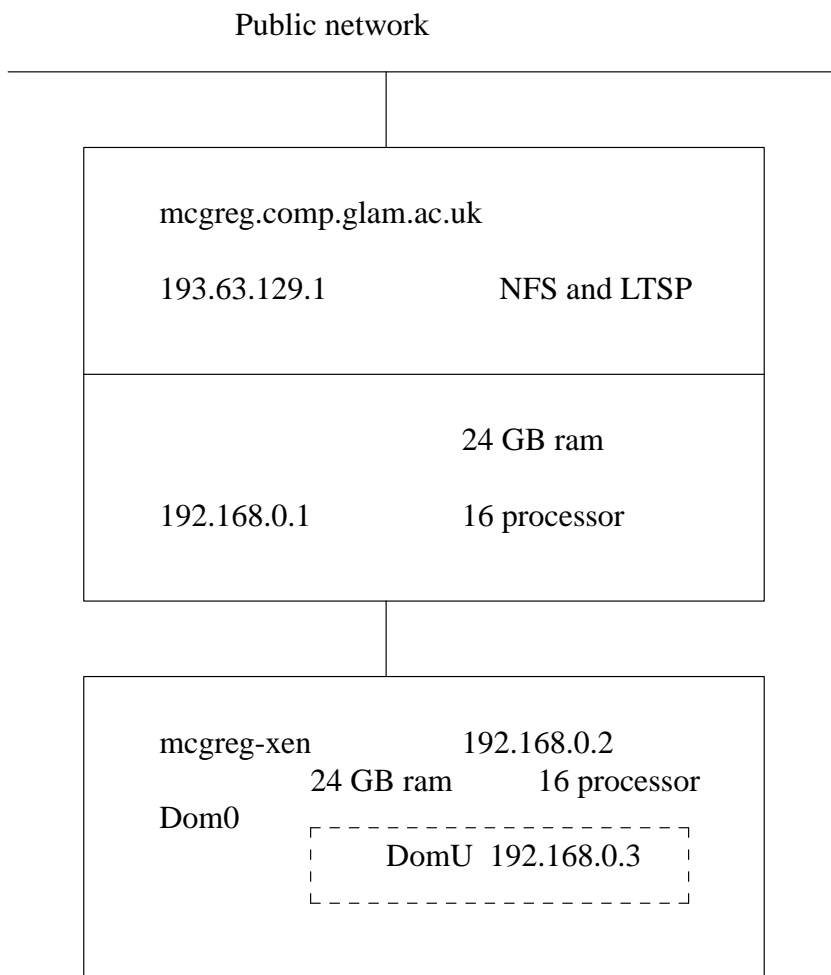 Public network
mcgreg.comp.glam.ac.uk
193.63.129.1 NFS and LTSP
24 GB ram
192.168.0.1 16 processor
mcgreg-xen 192.168.0.2
24 GB ram 16 processor
Dom0
DomU 192.168.0.3